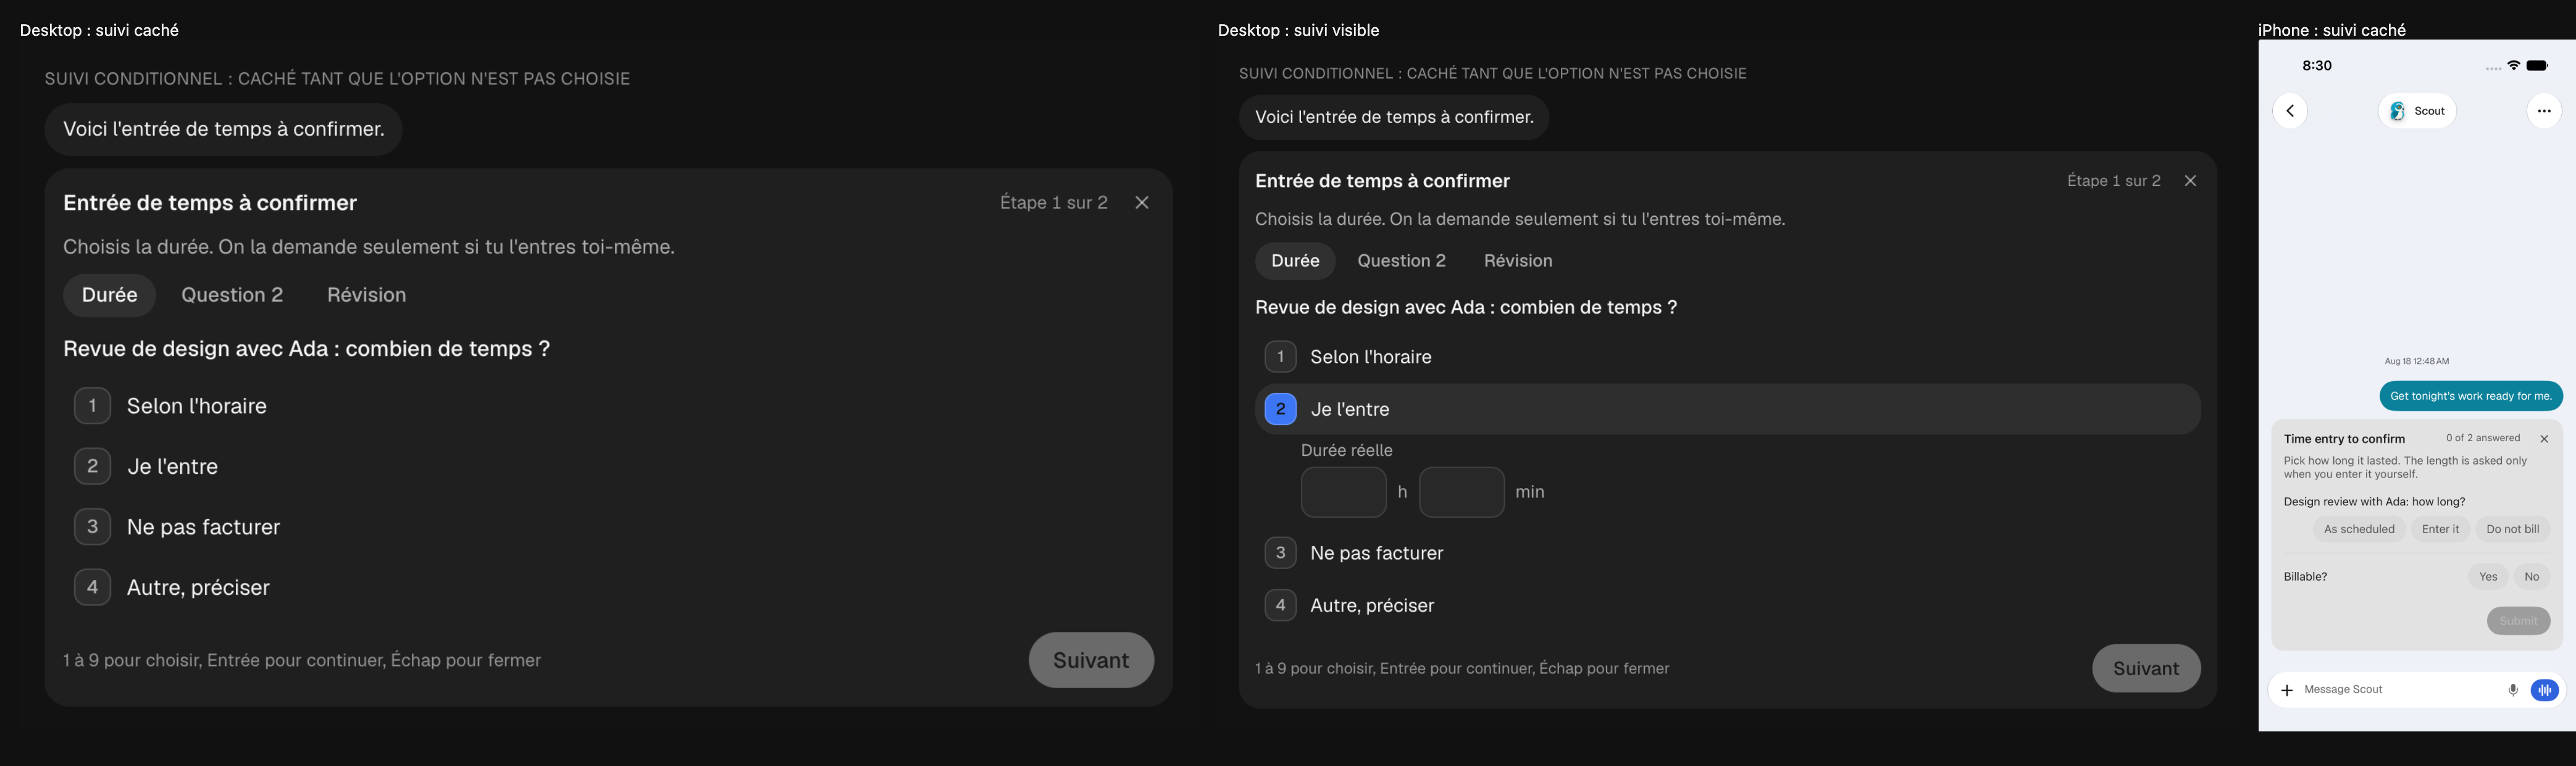 Desktop : suivi caché
SUIVI CONDITIONNEL : CACHÉ TANT QUE L'OPTION N'EST PAS CHOISIE
Voici l'entrée de temps à confirmer.
Entrée de temps à confirmer
Étape 1 sur 2
Choisis la durée. On la demande seulement si tu l'entres toi-même.
Durée Question 2 Révision
Revue de design avec Ada : combien de temps ?
1 Selon l'horaire
2 Je l'entre
3 Ne pas facturer
4 Autre, préciser
1 à 9 pour choisir, Entrée pour continuer, Échap pour fermer
Suivant
Desktop : suivi visible
SUIVI CONDITIONNEL : CACHÉ TANT QUE L'OPTION N'EST PAS CHOISIE
Voici l'entrée de temps à confirmer.
Entrée de temps à confirmer
Étape 1 sur 2
Choisis la durée. On la demande seulement si tu l'entres toi-même.
Durée Question 2 Révision
Revue de design avec Ada : combien de temps ?
1 Selon l'horaire
2 Je l'entre
Durée réelle
h min
3 Ne pas facturer
4 Autre, préciser
1 à 9 pour choisir, Entrée pour continuer, Échap pour fermer
Suivant
iPhone : suivi caché
8:30
Scout
Aug 18 12:48 AM
Get tonight's work ready for me.
Time entry to confirm
0 of 2 answered
Pick how long it lasted. The length is asked only
when you enter it yourself.
Design review with Ada: how long?
As scheduled Enter it Do not bill
Billable? Yes No
Submit
Message Scout